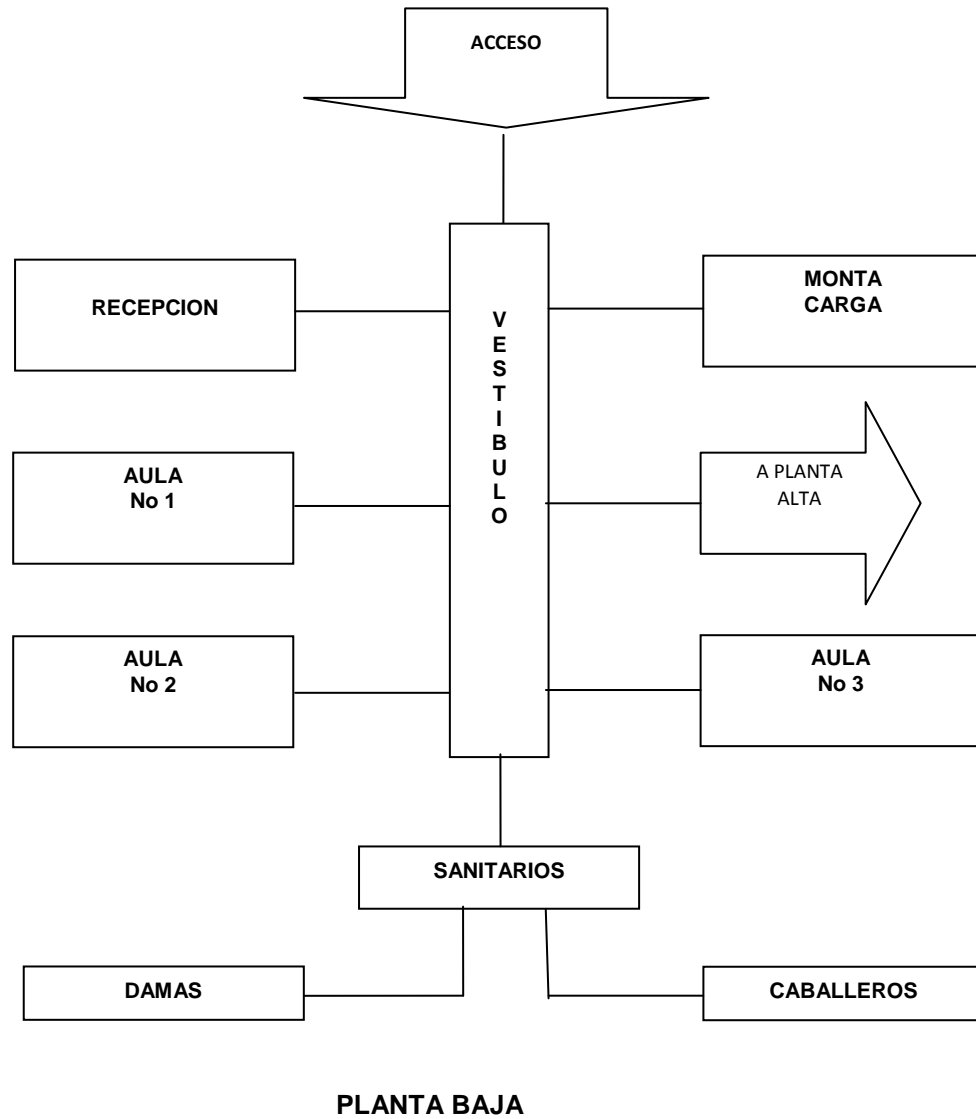 ACCESO
RECEPCION
MONTA
CARGA
V
E
S
T
I
B
U
L
O
AULA
No 1
A PLANTA
ALTA
AULA
No 2
AULA
No 3
SANITARIOS
DAMAS
CABALLEROS
PLANTA BAJA